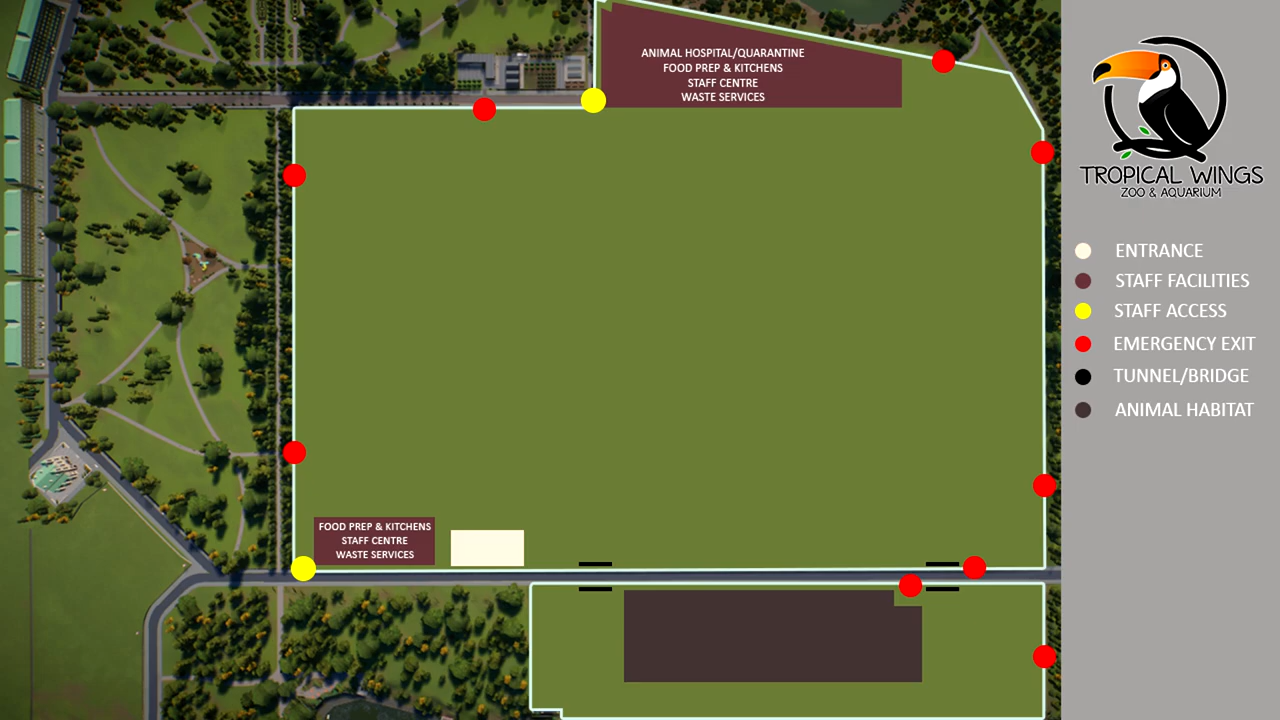 ANIMAL HOSPITAL/QUARANTINE
FOOD PREP & KITCHENS
STAFF CENTRE
WASTE SERVICES
FOOD PREP & KITCHENS
STAFF CENTRE
WASTE SERVICES
TROPICAL WINGS
ZOO & AQUARIUM
ENTRANCE
STAFF FACILITIES
STAFF ACCESS
EMERGENCY EXIT
TUNNEL/BRIDGE
ANIMAL HABITAT